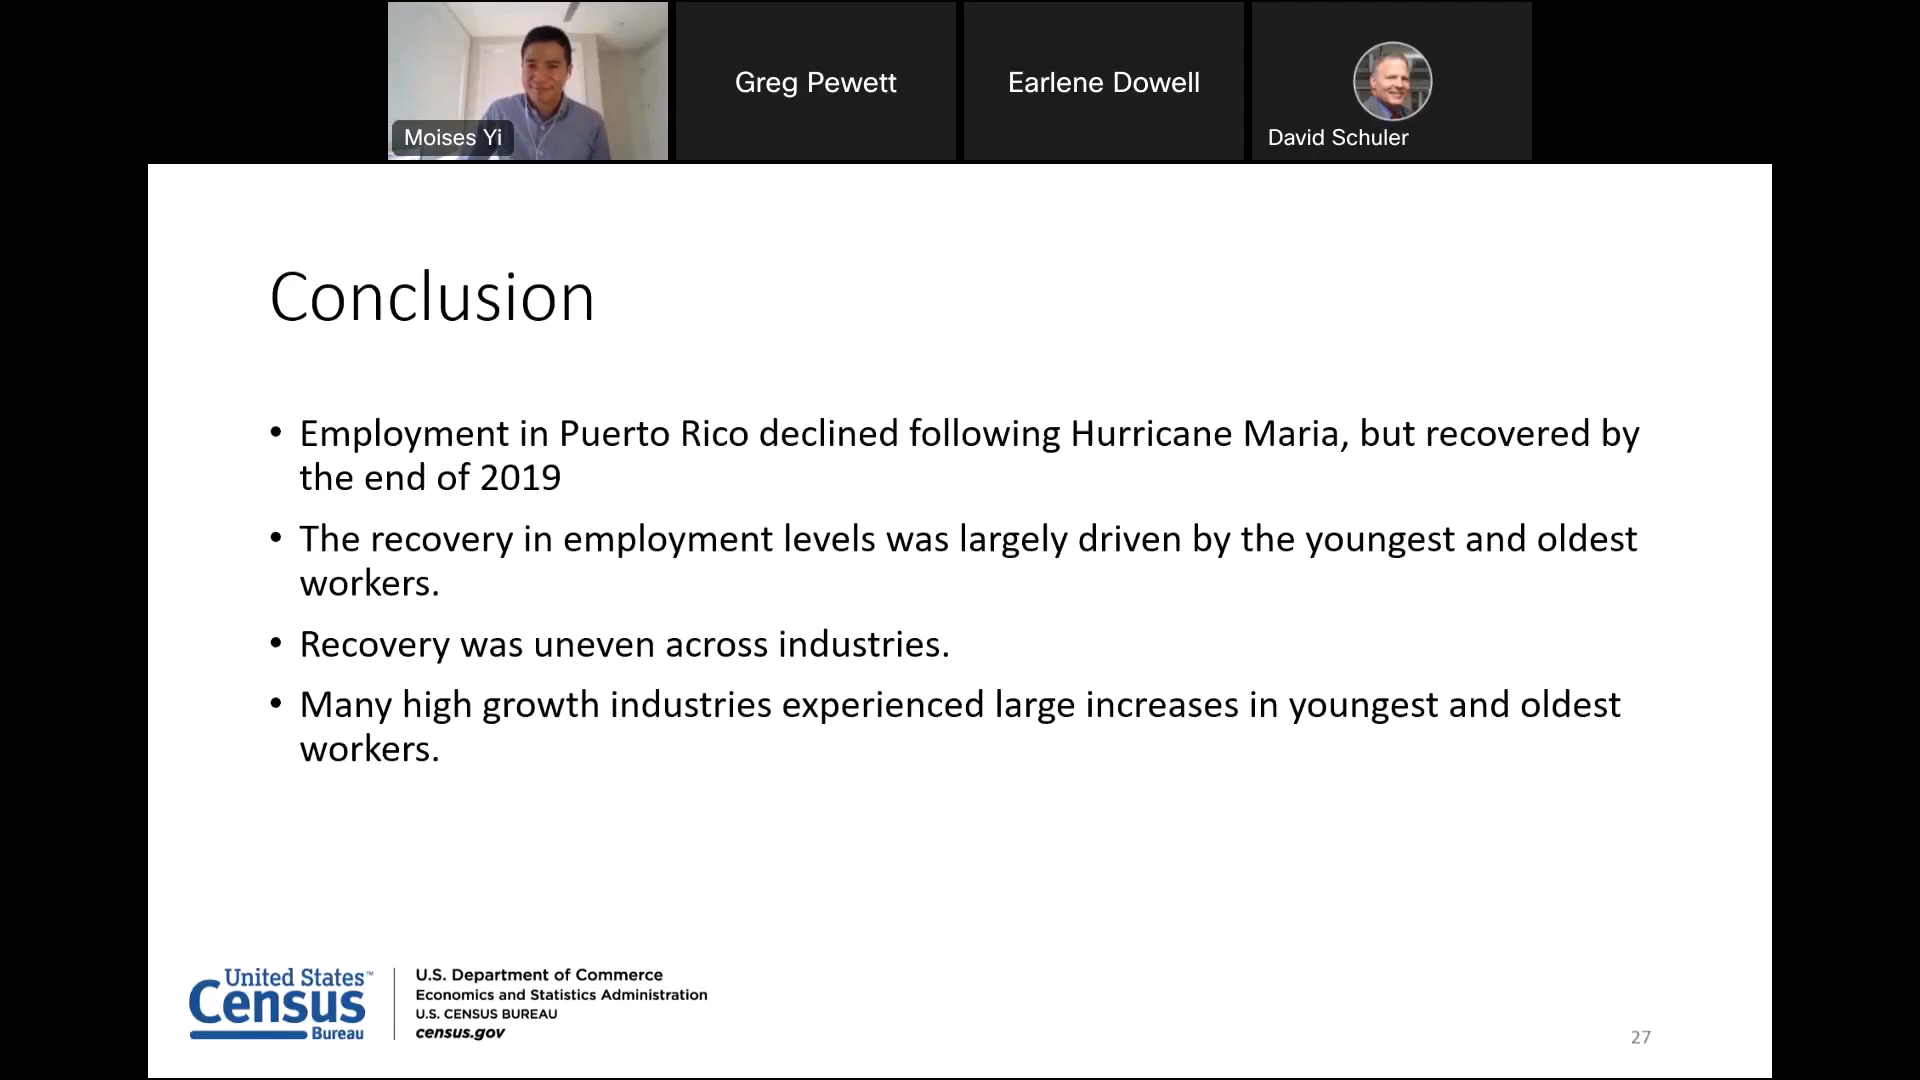 Moises Yi
Greg Pewett
Earlene Dowell
David Schuler
Conclusion
• Employment in Puerto Rico declined following Hurricane Maria, but recovered by
the end of 2019
• The recovery in employment levels was largely driven by the youngest and oldest
workers.
• Recovery was uneven across industries.
• Many high growth industries experienced large increases in youngest and oldest
workers.
United States™
Census
Bureau
U.S. Department of Commerce
Economics and Statistics Administration
U.S. CENSUS BUREAU
census.gov
27